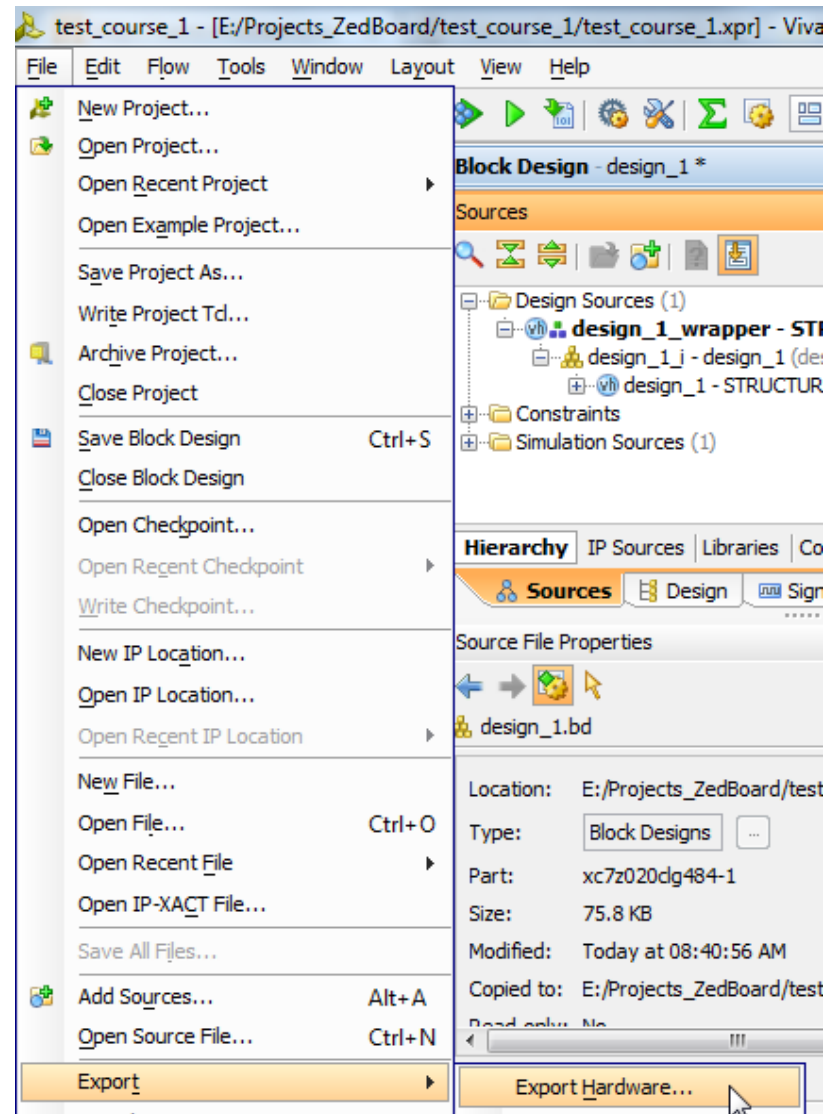 test_course_1 - [E:/Projects_ZedBoard/test_course_1/test_course_1.xpr] - Viva
File Edit Flow Tools Window Layout View Help
New Project...
Open Project...
Open Recent Project
Open Example Project...
Save Project As...
Write Project Tcl...
Archive Project...
Close Project
Save Block Design Ctrl+S
Close Block Design
Open Checkpoint...
Open Recent Checkpoint
Write Checkpoint...
New IP Location...
Open IP Location...
Open Recent IP Location
New File...
Open File... Ctrl+O
Open Recent File
Open IP-XACT File...
Save All Files...
Add Sources... Alt+A
Open Source File... Ctrl+N
Export
Export Hardware...
Block Design - design_1 *
Sources
Design Sources (1)
design_1_wrapper - STR
design_1_i - design_1 (des
design_1 - STRUCTUR
Constraints
Simulation Sources (1)
Hierarchy IP Sources Libraries Co
Sources Design Sign
Source File Properties
design_1.bd
Location: E:/Projects_ZedBoard/test
Type: Block Designs ...
Part: xc7z020clg484-1
Size: 75.8 KB
Modified: Today at 08:40:56 AM
Copied to: E:/Projects_ZedBoard/test
Read-only: No